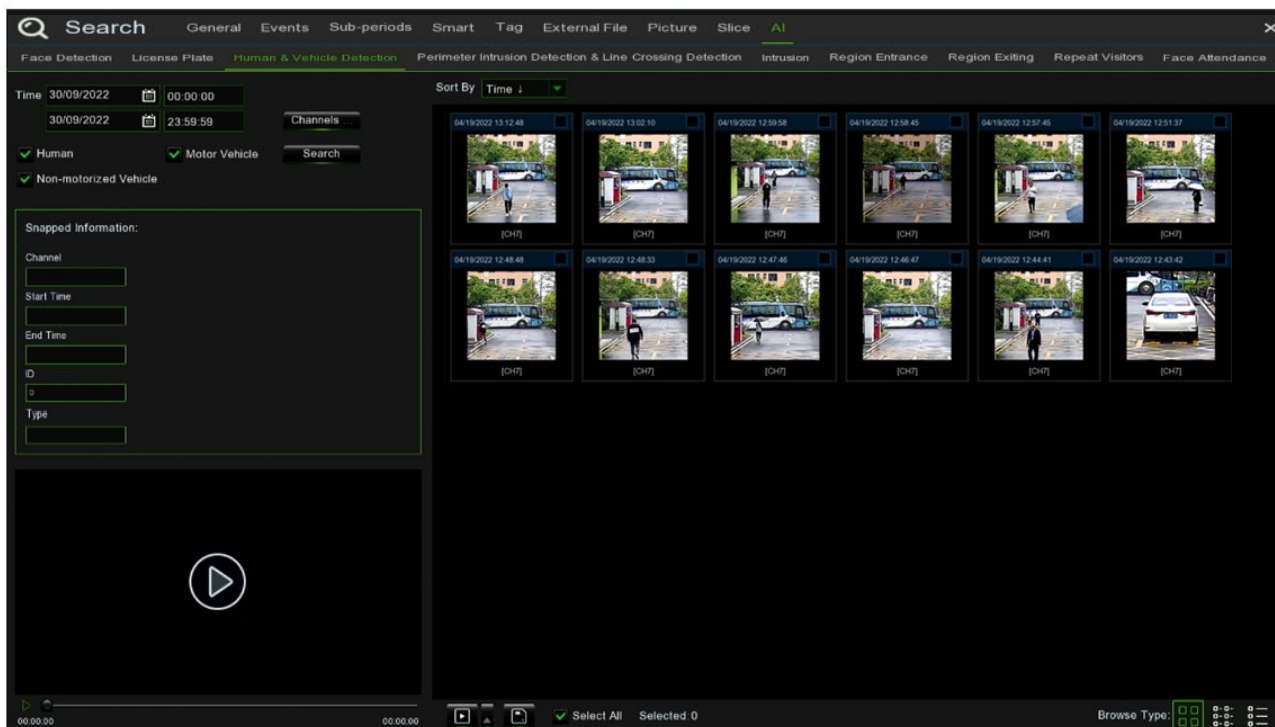 Search General Events Sub-periods Smart Tag External File Picture Slice AI
Face Detection License Plate Human & Vehicle Detection Perimeter Intrusion Detection & Line Crossing Detection Intrusion Region Entrance Region Exiting Repeat Visitors Face Attendance
Time 30/09/2022 00:00:00
30/09/2022 23:59:59 Channels ...
Human Motor Vehicle Search
Non-motorized Vehicle
Snapped Information:
Channel
Start Time
End Time
ID
0
Type
00:00:00 00:00:00
Sort By Time ↓
04/19/2022 13:12:48 04/19/2022 13:02:10 04/19/2022 12:59:58 04/19/2022 12:58:45 04/19/2022 12:57:45 04/19/2022 12:51:37
[CH7] [CH7] [CH7] [CH7] [CH7] [CH7]
04/19/2022 12:48:48 04/19/2022 12:48:33 04/19/2022 12:47:46 04/19/2022 12:46:47 04/19/2022 12:44:41 04/19/2022 12:43:42
[CH7] [CH7] [CH7] [CH7] [CH7] [CH7]
Select All Selected: 0 Browse Type: